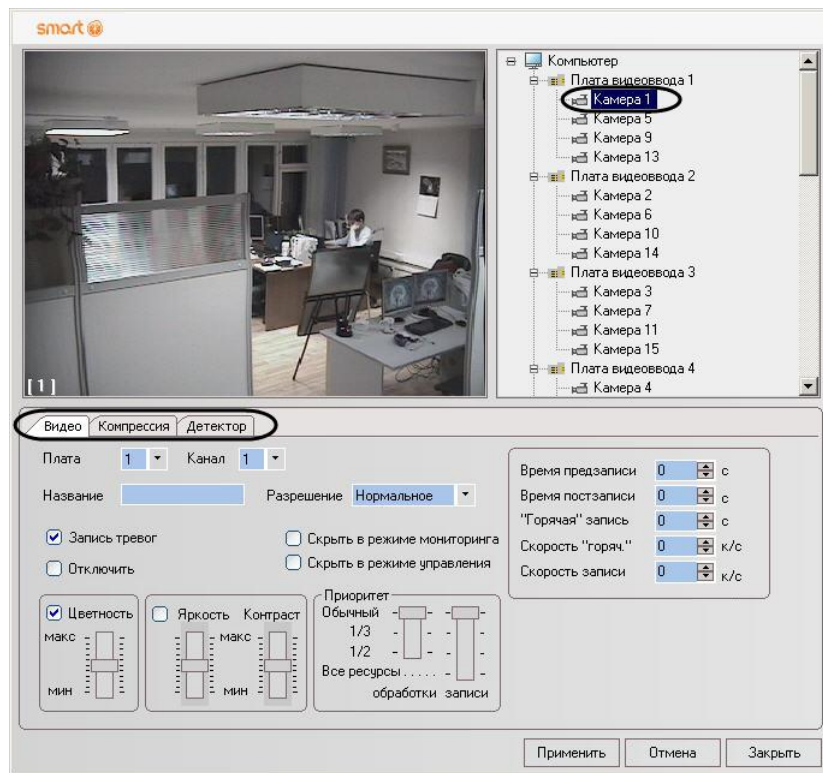 smart
Компьютер
Плата видеоввода 1
Камера 1
Камера 5
Камера 9
Камера 13
Плата видеоввода 2
Камера 2
Камера 6
Камера 10
Камера 14
Плата видеоввода 3
Камера 3
Камера 7
Камера 11
Камера 15
Плата видеоввода 4
Камера 4
[1]
Видео Компрессия Детектор
Плата 1 Канал 1
Название Разрешение Нормальное
Запись тревог
Отключить
Скрыть в режиме мониторинга
Скрыть в режиме управления
Время предзаписи 0 с
Время постзаписи 0 с
"Горячая" запись 0 с
Скорость "горяч." 0 к/с
Скорость записи 0 к/с
Цветность
макс
мин
Яркость Контраст
макс
мин
Приоритет
Обычный
1/3
1/2
Все ресурсы . . . . .
обработки записи
Применить Отмена Закрыть